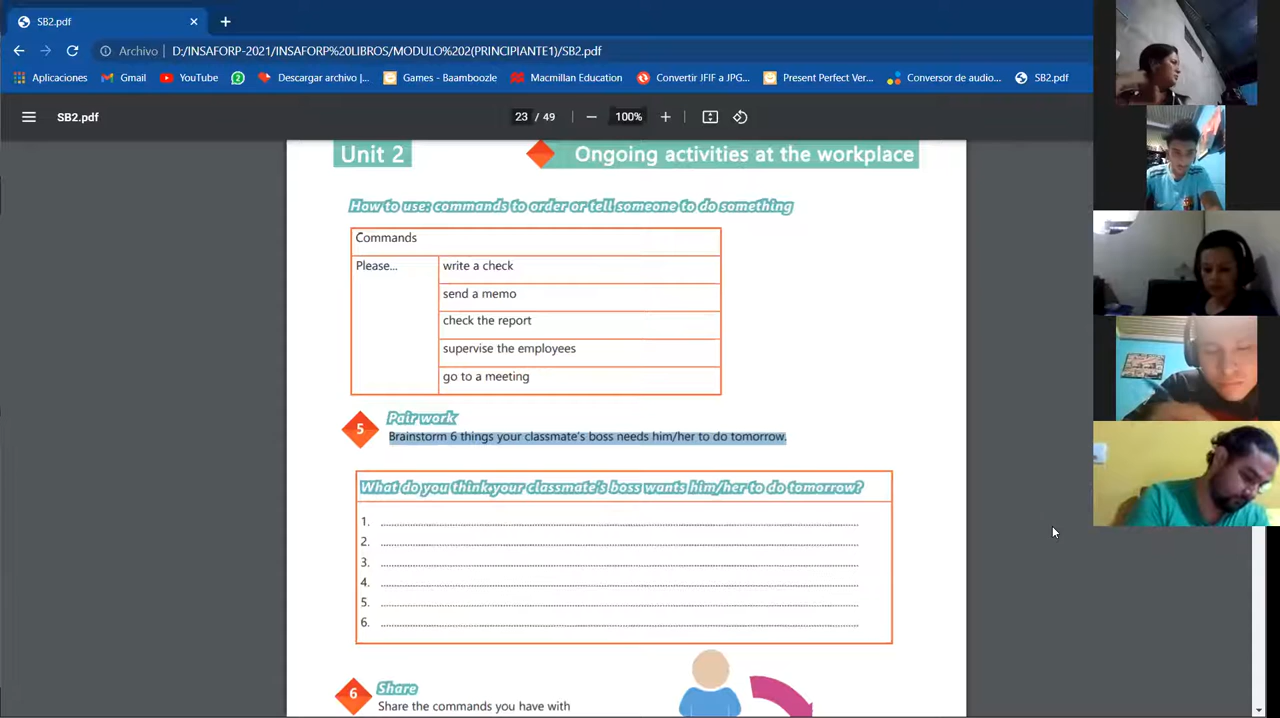 SB2.pdf
Archivo D:/INSAFORP-2021/INSAFORP%20LIBROS/MODULO%202(PRINCIPIANTE1)/SB2.pdf
Aplicaciones Gmail YouTube 2 Descargar archivo |... Games - Baamboozle Macmillan Education Convertir JFIF a JPG... Present Perfect Ver... Conversor de audio... SB2.pdf
SB2.pdf 23 / 49 100%
Unit 2 Ongoing activities at the workplace
How to use: commands to order or tell someone to do something
Commands
Please... write a check
send a memo
check the report
supervise the employees
go to a meeting
5 Pair work
Brainstorm 6 things your classmate's boss needs him/her to do tomorrow.
What do you think your classmate's boss wants him/her to do tomorrow?
1.
2.
3.
4.
5.
6.
6 Share
Share the commands you have with